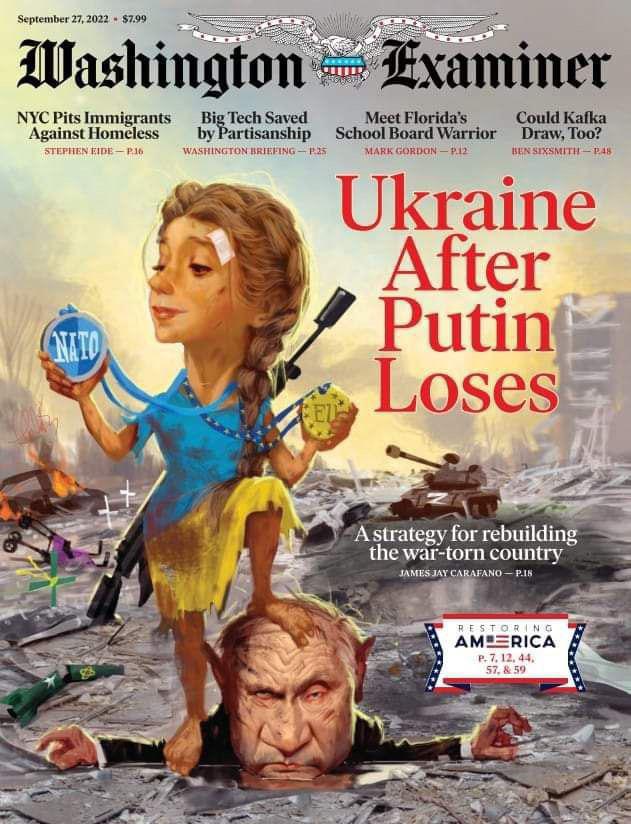 September 27, 2022 • $7.99
Washington Examiner
NYC Pits Immigrants
Against Homeless
STEPHEN EIDE — P.16
Big Tech Saved
by Partisanship
WASHINGTON BRIEFING — P.25
Meet Florida's
School Board Warrior
MARK GORDON — P.12
Could Kafka
Draw, Too?
BEN SIXSMITH — P.48
Ukraine
After
Putin
Loses
NATO
EU
Z
A strategy for rebuilding
the war-torn country
JAMES JAY CARAFANO — P.18
RESTORING
AMERICA
P. 7, 12, 44,
57, & 59